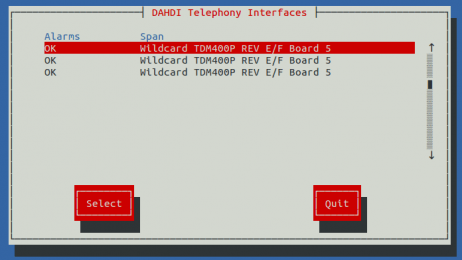 DAHDI Telephony Interfaces
Alarms Span
OK Wildcard TDM400P REV E/F Board 5
OK Wildcard TDM400P REV E/F Board 5
OK Wildcard TDM400P REV E/F Board 5
Select Quit